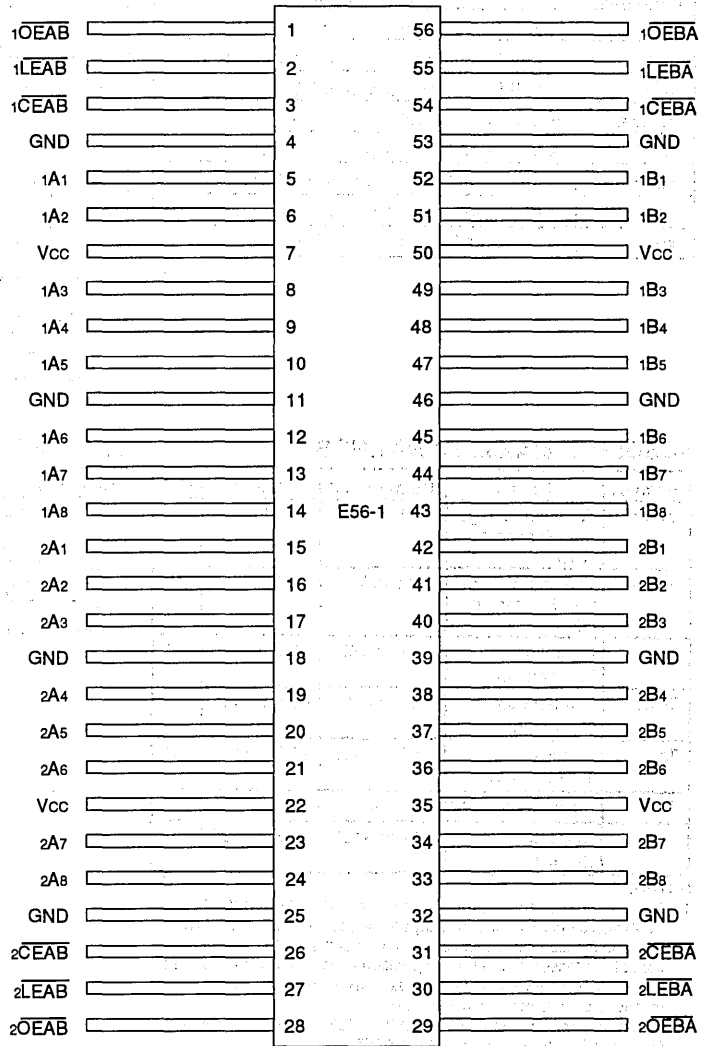 1OEAB 1 56 1OEBA
1LEAB 2 55 1LEBA
1CEAB 3 54 1CEBA
GND 4 53 GND
1A1 5 52 1B1
1A2 6 51 1B2
Vcc 7 50 Vcc
1A3 8 49 1B3
1A4 9 48 1B4
1A5 10 47 1B5
GND 11 46 GND
1A6 12 45 1B6
1A7 13 44 1B7
1A8 14 E56-1 43 1B8
2A1 15 42 2B1
2A2 16 41 2B2
2A3 17 40 2B3
GND 18 39 GND
2A4 19 38 2B4
2A5 20 37 2B5
2A6 21 36 2B6
Vcc 22 35 Vcc
2A7 23 34 2B7
2A8 24 33 2B8
GND 25 32 GND
2CEAB 26 31 2CEBA
2LEAB 27 30 2LEBA
2OEAB 28 29 2OEBA